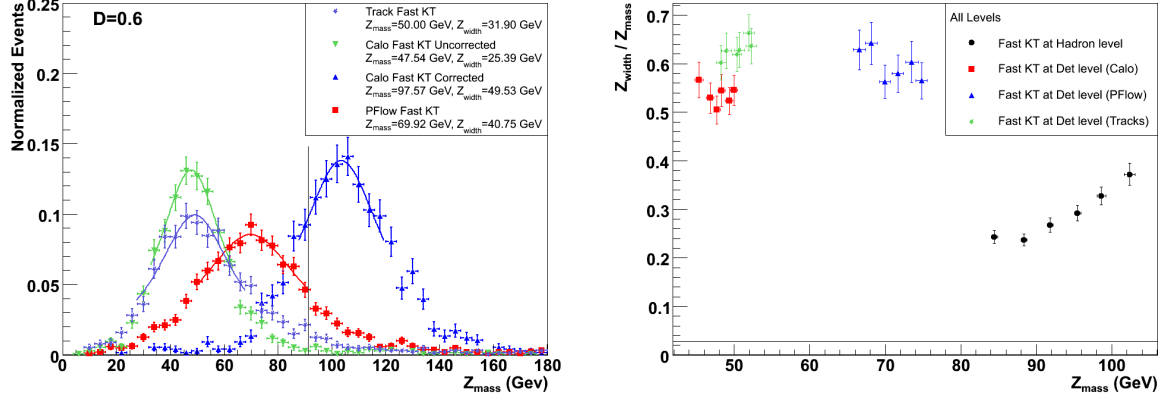 D=0.6
Normalized Events
0.25
0.2
0.15
0.1
0.05
0
Track Fast KT
Zmass=50.00 GeV, Zwidth=31.90 GeV
Calo Fast KT Uncorrected
Zmass=47.54 GeV, Zwidth=25.39 GeV
Calo Fast KT Corrected
Zmass=97.57 GeV, Zwidth=49.53 GeV
PFlow Fast KT
Zmass=69.92 GeV, Zwidth=40.75 GeV
0 20 40 60 80 100 120 140 160 180
Zmass (Gev)
Zwidth / Zmass
0.7
0.6
0.5
0.4
0.3
0.2
0.1
0
All Levels
Fast KT at Hadron level
Fast KT at Det level (Calo)
Fast KT at Det level (PFlow)
Fast KT at Det level (Tracks)
50 60 70 80 90 100
Zmass (GeV)